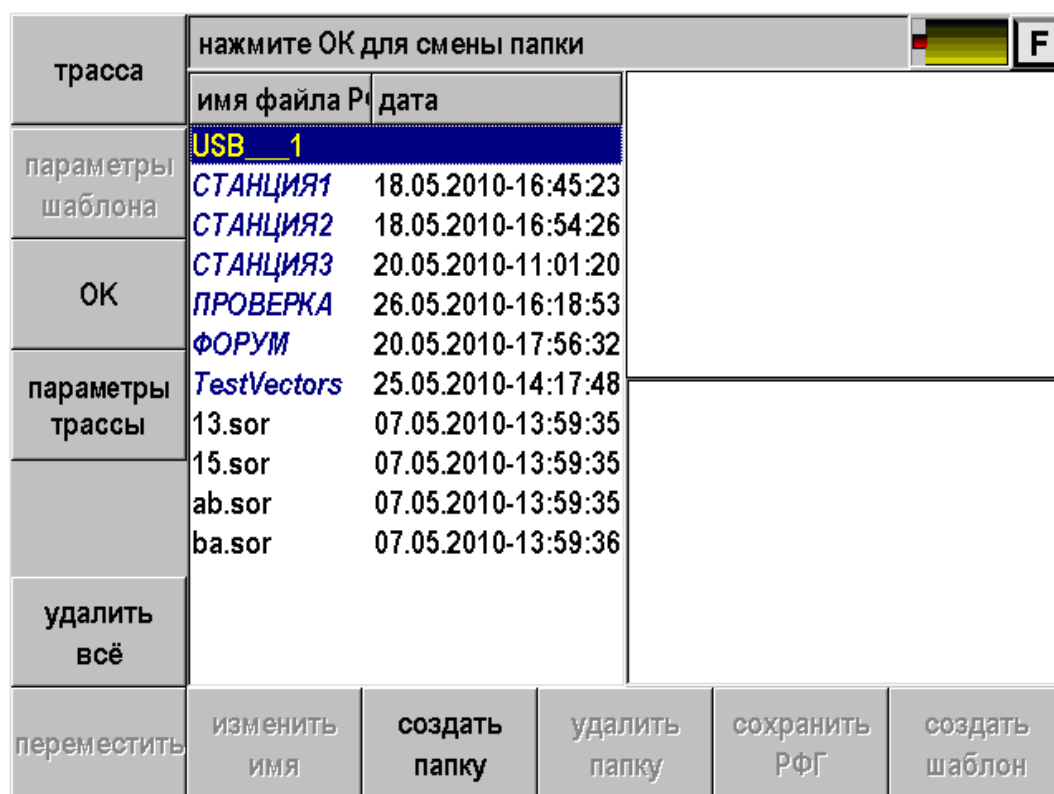 трасса
нажмите ОК для смены папки
F
имя файла Р дата
параметры
шаблона
ОК
параметры
трассы
удалить
всё
USB___1
СТАНЦИЯ1 18.05.2010-16:45:23
СТАНЦИЯ2 18.05.2010-16:54:26
СТАНЦИЯ3 20.05.2010-11:01:20
ПРОВЕРКА 26.05.2010-16:18:53
ФОРУМ 20.05.2010-17:56:32
TestVectors 25.05.2010-14:17:48
13.sor 07.05.2010-13:59:35
15.sor 07.05.2010-13:59:35
ab.sor 07.05.2010-13:59:35
ba.sor 07.05.2010-13:59:36
переместить
изменить
имя
создать
папку
удалить
папку
сохранить
РФГ
создать
шаблон